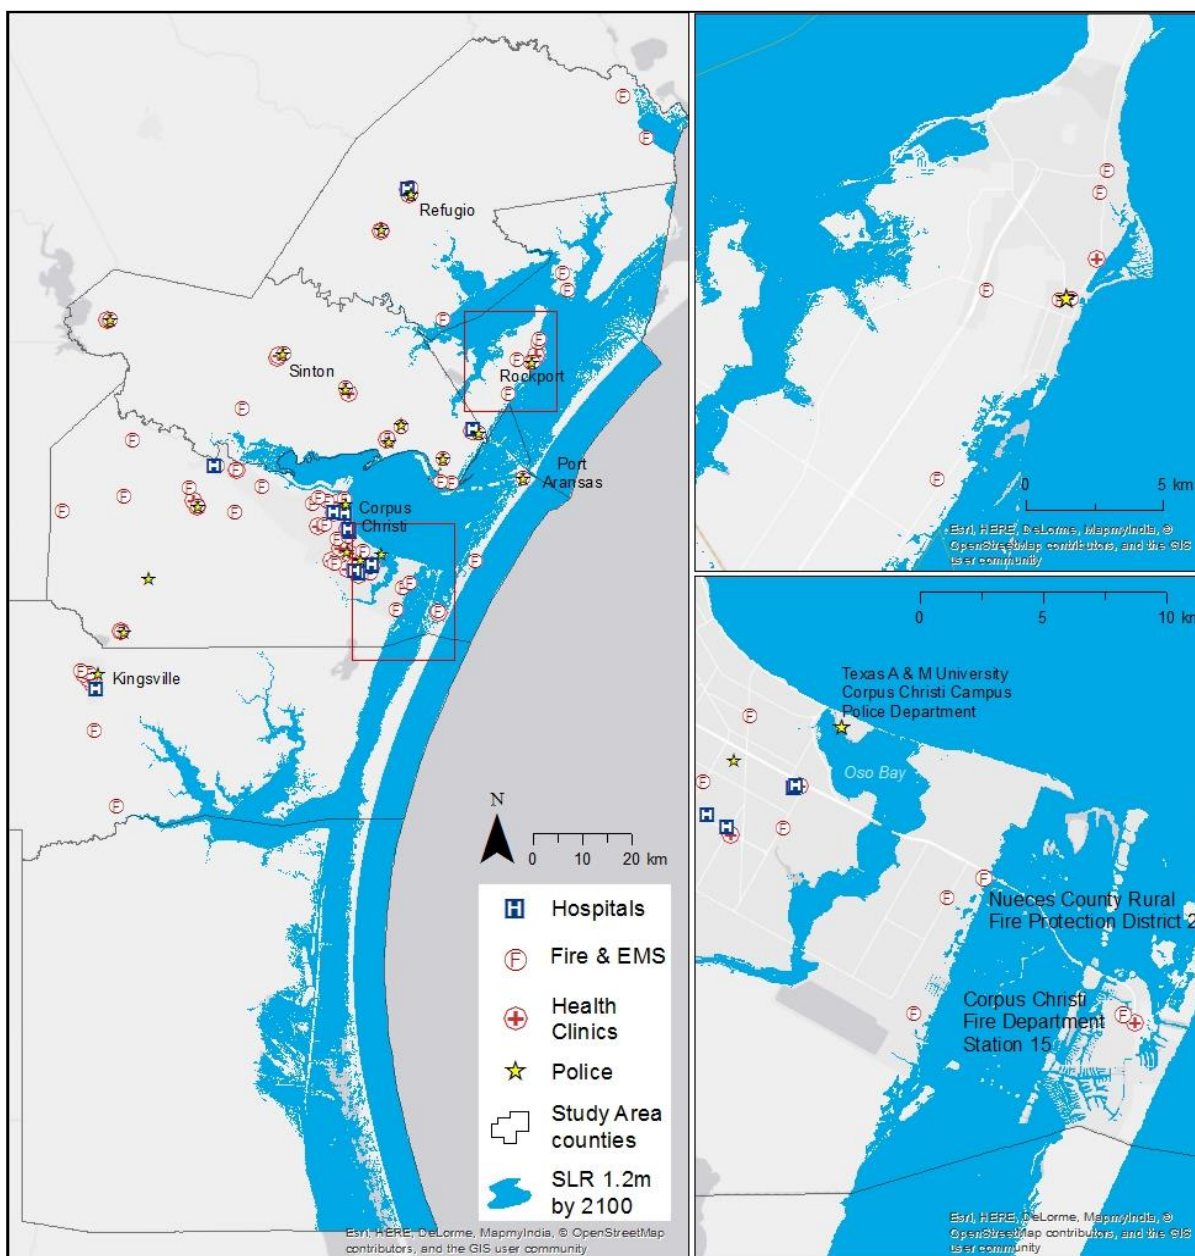 Refugio
Sinton
Rockport
Port
Aransas
Corpus
Christi
Kingsville
N
0 10 20 km
H Hospitals
F Fire & EMS
Health
Clinics
Police
Study Area
counties
SLR 1.2m
by 2100
Esri, HERE, DeLorme, MapmyIndia, © OpenStreetMap
contributors, and the GIS user community
0 5 km
Esri, HERE, DeLorme, MapmyIndia, ©
OpenStreetMap contributors, and the GIS
user community
0 5 10 km
Texas A & M University
Corpus Christi Campus
Police Department
Oso Bay
Nueces County Rural
Fire Protection District 2
Corpus Christi
Fire Department
Station 15
Esri, HERE, DeLorme, MapmyIndia, ©
OpenStreetMap contributors, and the GIS
user community